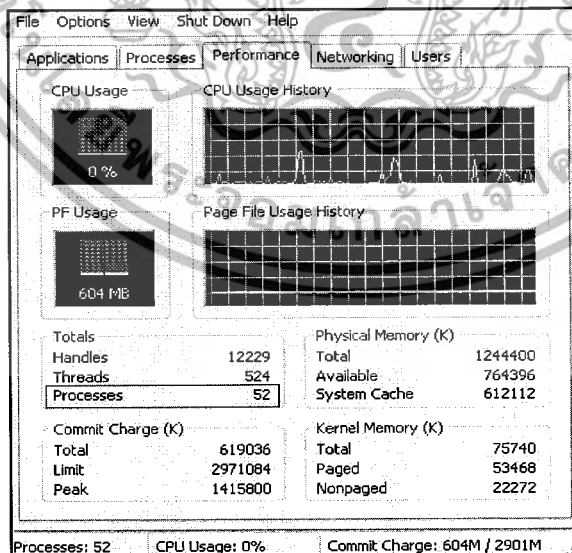 File Options View Shut Down Help
Applications Processes Performance Networking Users
CPU Usage
CPU Usage History
0 %
PF Usage
Page File Usage History
604 MB
Totals
Handles 12229
Threads 524
Processes 52
Physical Memory (K)
Total 1244400
Available 764396
System Cache 612112
Commit Charge (K)
Total 619036
Limit 2971084
Peak 1415800
Kernel Memory (K)
Total 75740
Paged 53468
Nonpaged 22272
Processes: 52 CPU Usage: 0% Commit Charge: 604M / 2901M